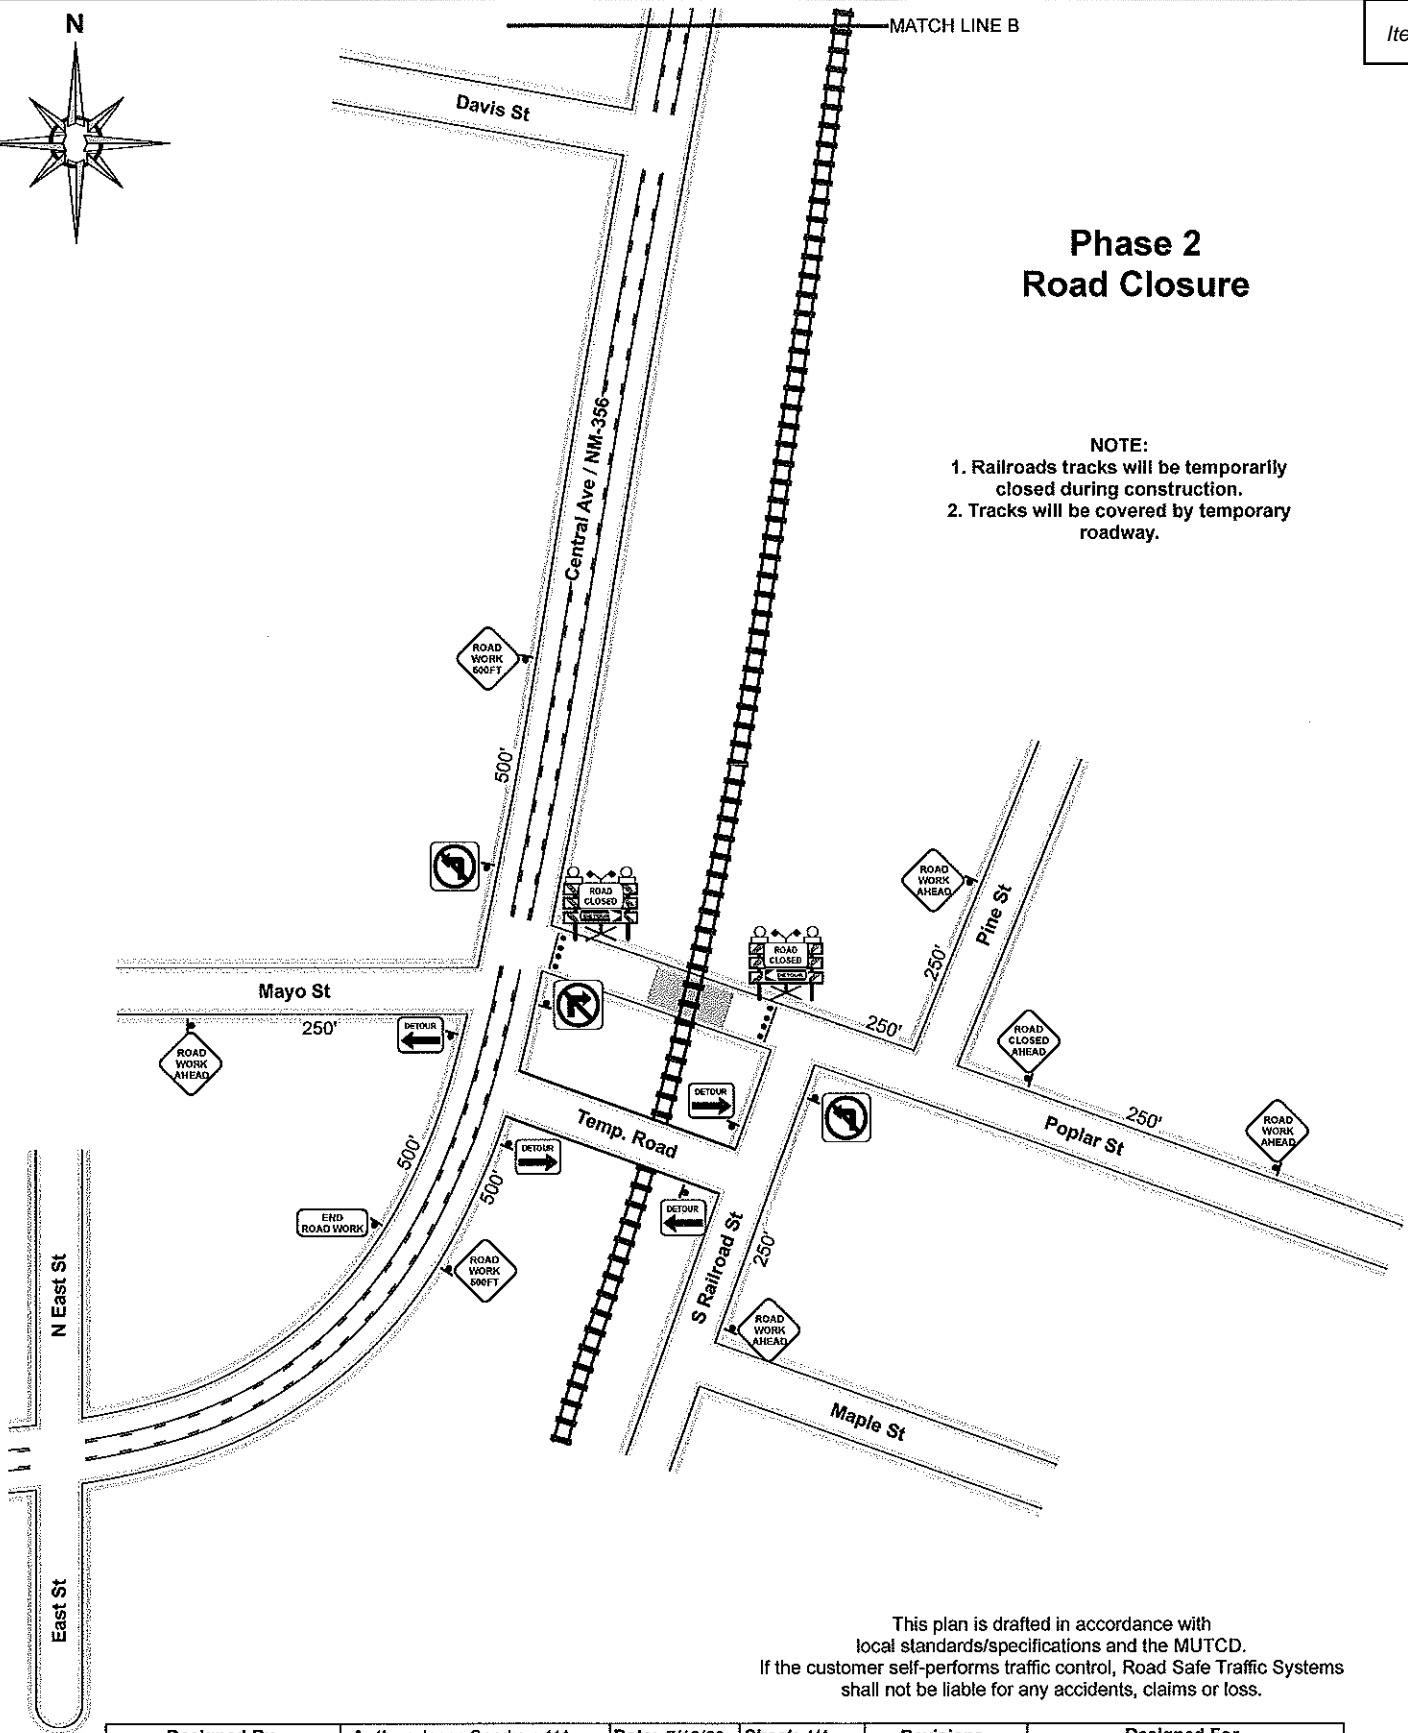 N
MATCH LINE B
Davis St
Phase 2
Road Closure
NOTE:
1. Railroads tracks will be temporarily
closed during construction.
2. Tracks will be covered by temporary
roadway.
Central Ave / NM-356
ROAD
WORK
500FT
500'
ROAD
CLOSED
ROAD
CLOSED
DETOUR
ROAD
WORK
AHEAD
Pine St
250'
Mayo St
250'
DETOUR
ROAD
WORK
AHEAD
250'
ROAD
CLOSED
AHEAD
250'
ROAD
WORK
AHEAD
Poplar St
DETOUR
Temp. Road
DETOUR
500'
500'
END
ROAD WORK
DETOUR
ROAD
WORK
500FT
S Railroad St
250'
ROAD
WORK
AHEAD
Maple St
N East St
East St
This plan is drafted in accordance with
local standards/specifications and the MUTCD.
If the customer self-performs traffic control, Road Safe Traffic Systems
shall not be liable for any accidents, claims or loss.